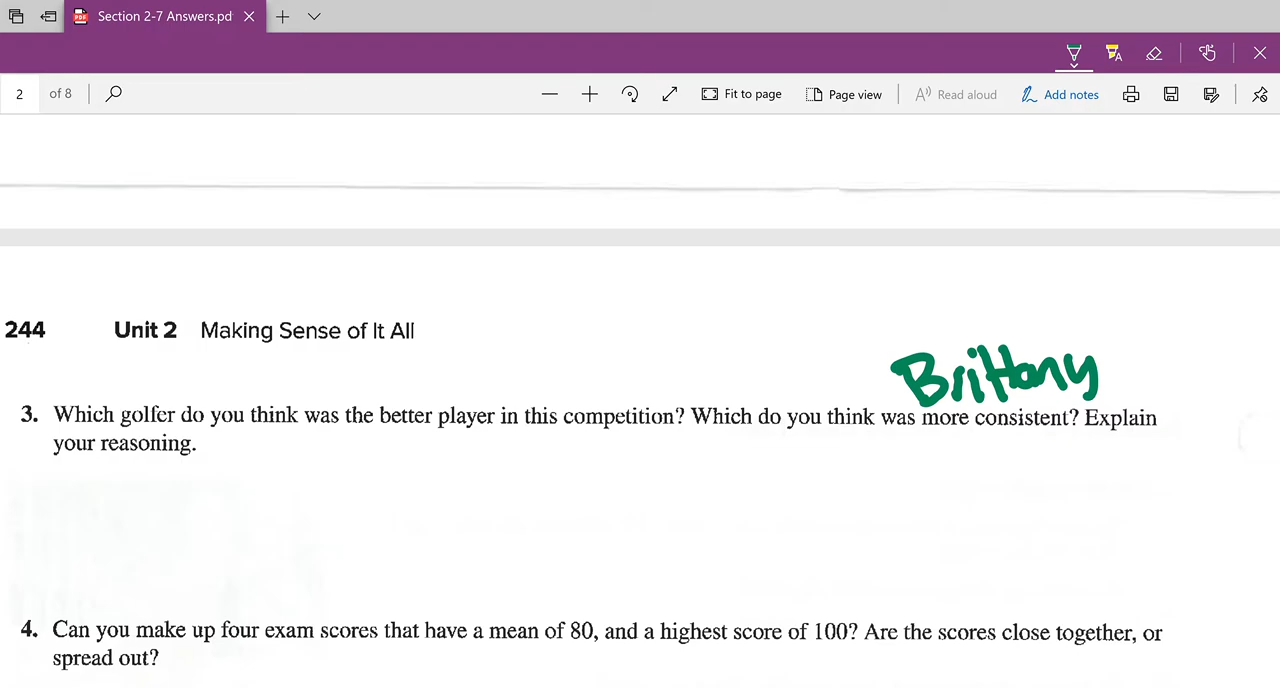 Section 2-7 Answers.pd
2 of 8 Fit to page Page view Read aloud Add notes
244 Unit 2 Making Sense of It All
Brittany
3. Which golfer do you think was the better player in this competition? Which do you think was more consistent? Explain
your reasoning.
4. Can you make up four exam scores that have a mean of 80, and a highest score of 100? Are the scores close together, or
spread out?